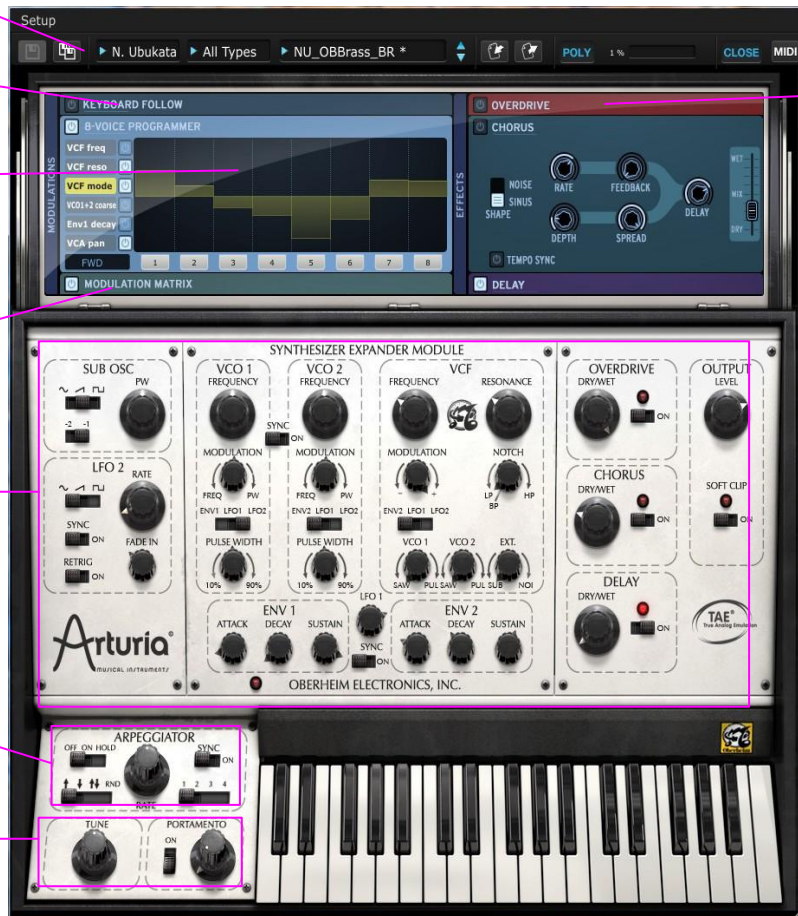 Setup
N. Ubukata All Types NU_OBBrass_BR * POLY 1 % CLOSE MIDI
MODULATIONS
KEYBOARD FOLLOW
8-VOICE PROGRAMMER
VCF freq
VCF reso
VCF mode
VCO1+2 coarse
Env1 decay
VCA pan
FWD 1 2 3 4 5 6 7 8
MODULATION MATRIX
EFFECTS
OVERDRIVE
CHORUS
NOISE
SINUS
SHAPE
RATE FEEDBACK
DEPTH SPREAD
DELAY
WET
MIX
DRY
TEMPO SYNC
DELAY
SYNTHESIZER EXPANDER MODULE
SUB OSC
PW
-2 -1
LFO 2
RATE
SYNC
ON
FADE IN
RETRIG
ON
Arturia
MUSICAL INSTRUMENTS
VCO 1
FREQUENCY
SYNC
ON
MODULATION
FREQ PW
ENV1 LFO1 LFO2
PULSE WIDTH
10% 90%
VCO 2
FREQUENCY
MODULATION
FREQ PW
ENV2 LFO1 LFO2
PULSE WIDTH
10% 90%
VCF
FREQUENCY RESONANCE
MODULATION NOTCH
- +
LP HP
BP
ENV2 LFO1 LFO2
VCO 1 VCO 2 EXT.
SAW PUL SAW PUL SUB NOI
ENV 1
ATTACK DECAY SUSTAIN
LFO 1
SYNC
ON
ENV 2
ATTACK DECAY SUSTAIN
OBERHEIM ELECTRONICS, INC.
OVERDRIVE
DRY/WET
ON
CHORUS
DRY/WET
ON
DELAY
DRY/WET
ON
OUTPUT
LEVEL
SOFT CLIP
ON
TAE®
True Analog Emulation
ARPEGGIATOR
OFF ON HOLD
SYNC
ON
RND
RATE
1 2 3 4
TUNE
PORTAMENTO
ON
Oberheim